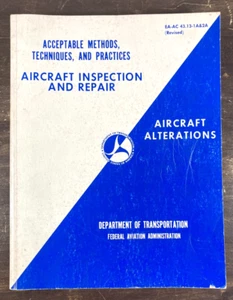 EA-AC 43.13-1A&2A
(Revised)
ACCEPTABLE METHODS,
TECHNIQUES, AND PRACTICES
AIRCRAFT INSPECTION
AND REPAIR
AIRCRAFT
ALTERATIONS
DEPARTMENT OF TRANSPORTATION
FEDERAL AVIATION ADMINISTRATION